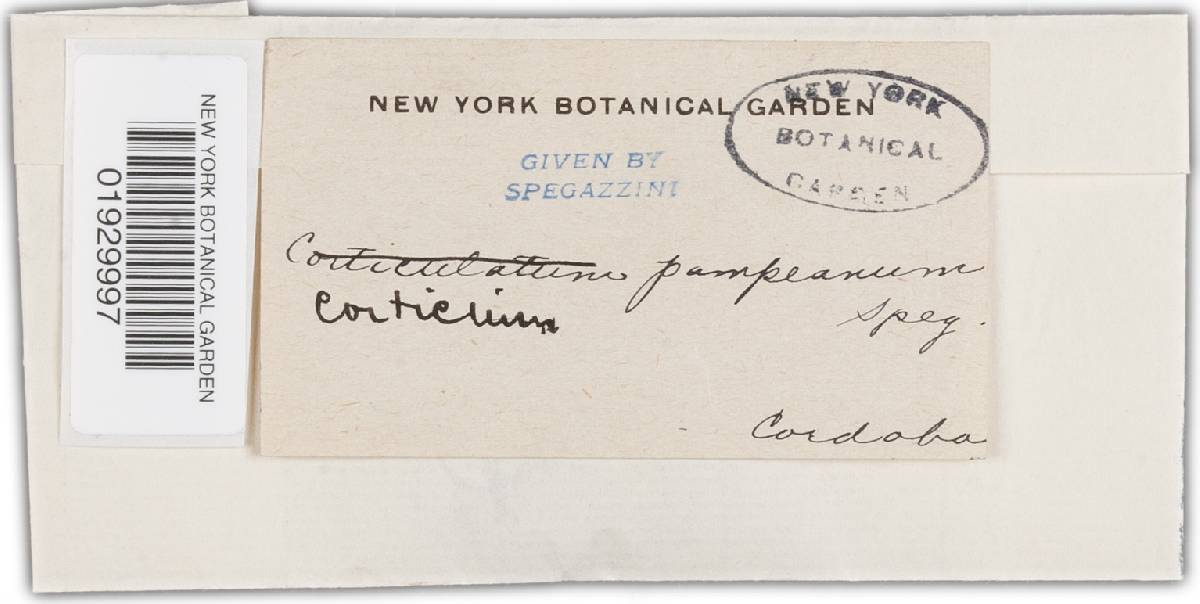 NEW YORK BOTANICAL GARDEN
01929997
NEW YORK BOTANICAL GARDEN
NEW YORK
BOTANICAL
GARDEN
GIVEN BY
SPEGAZZINI
Corticulatum pampeanum
Corticium
Speg.
Cordoba